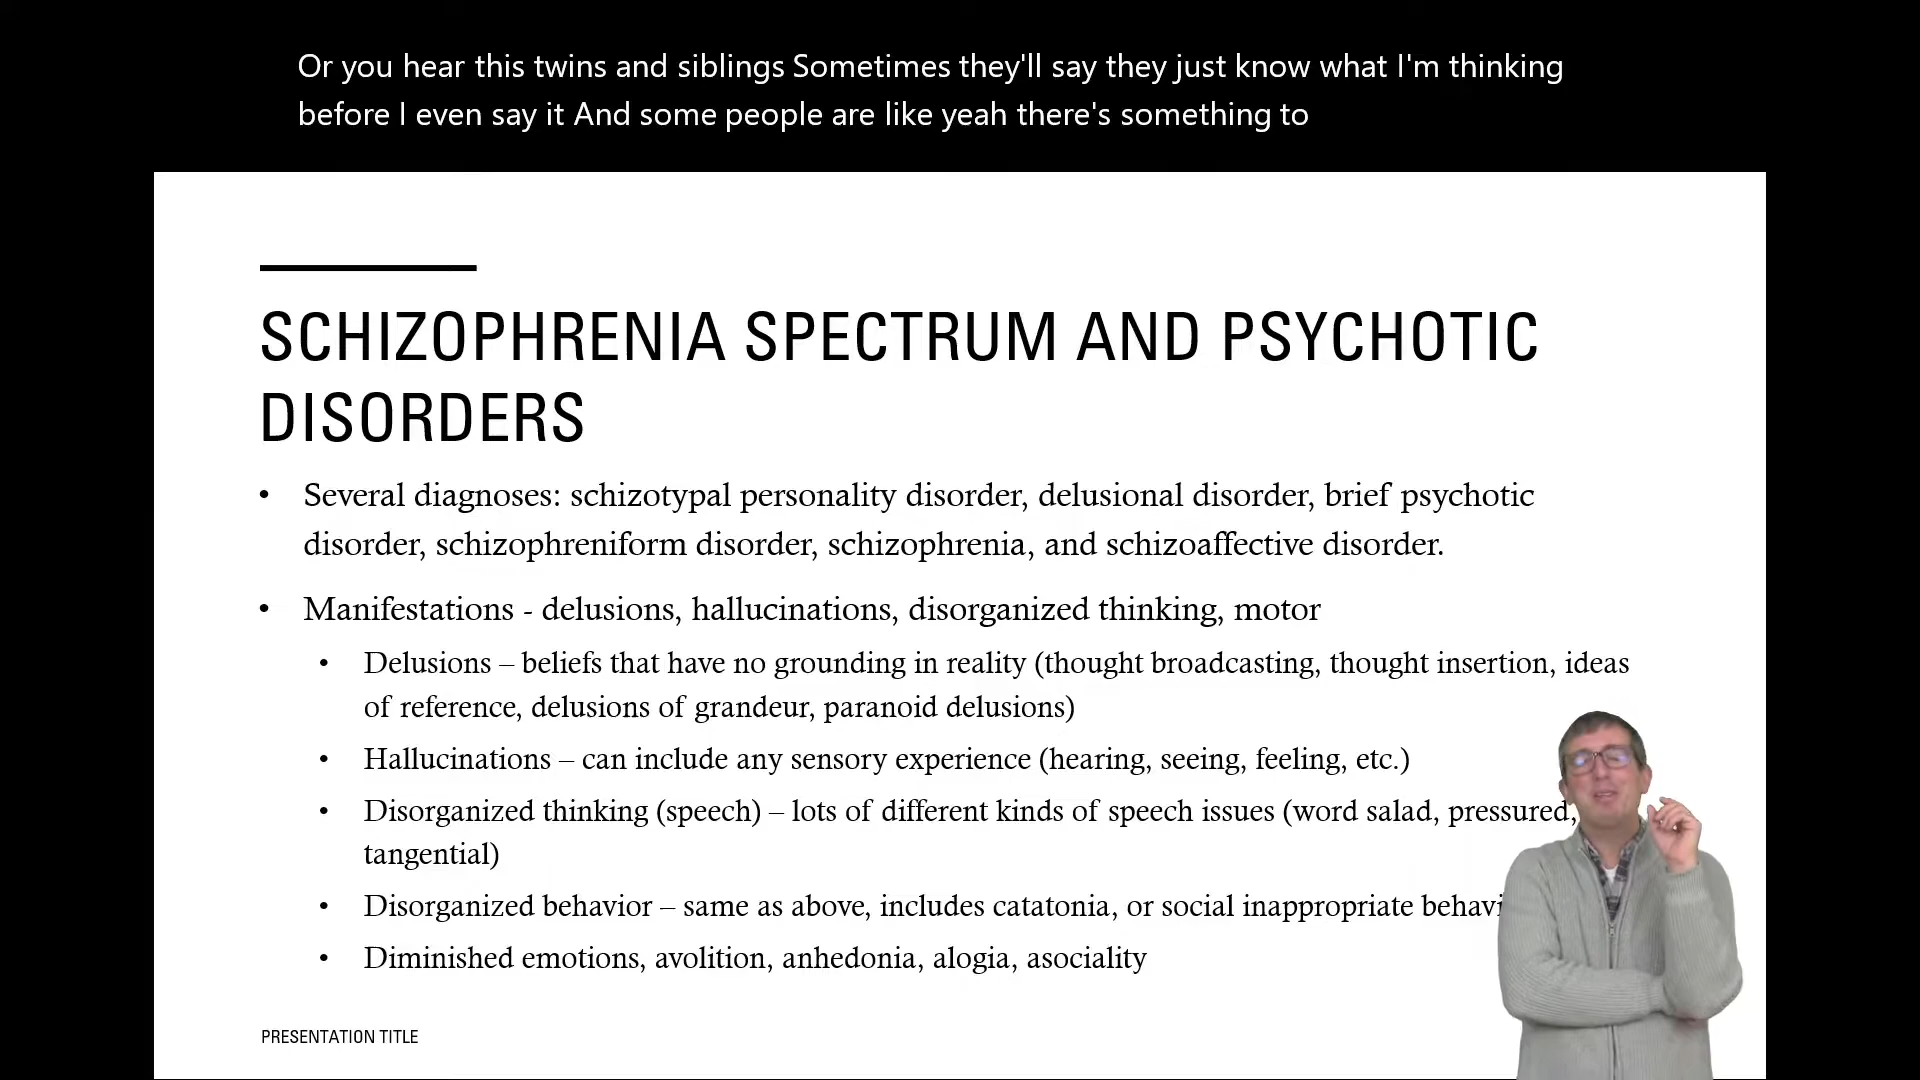 Or you hear this twins and siblings Sometimes they'll say they just know what I'm thinking
before I even say it And some people are like yeah there's something to
SCHIZOPHRENIA SPECTRUM AND PSYCHOTIC
DISORDERS
• Several diagnoses: schizotypal personality disorder, delusional disorder, brief psychotic
disorder, schizophreniform disorder, schizophrenia, and schizoaffective disorder.
• Manifestations - delusions, hallucinations, disorganized thinking, motor
• Delusions – beliefs that have no grounding in reality (thought broadcasting, thought insertion, ideas
of reference, delusions of grandeur, paranoid delusions)
• Hallucinations – can include any sensory experience (hearing, seeing, feeling, etc.)
• Disorganized thinking (speech) – lots of different kinds of speech issues (word salad, pressured,
tangential)
• Disorganized behavior – same as above, includes catatonia, or social inappropriate behavi
• Diminished emotions, avolition, anhedonia, alogia, asociality
PRESENTATION TITLE